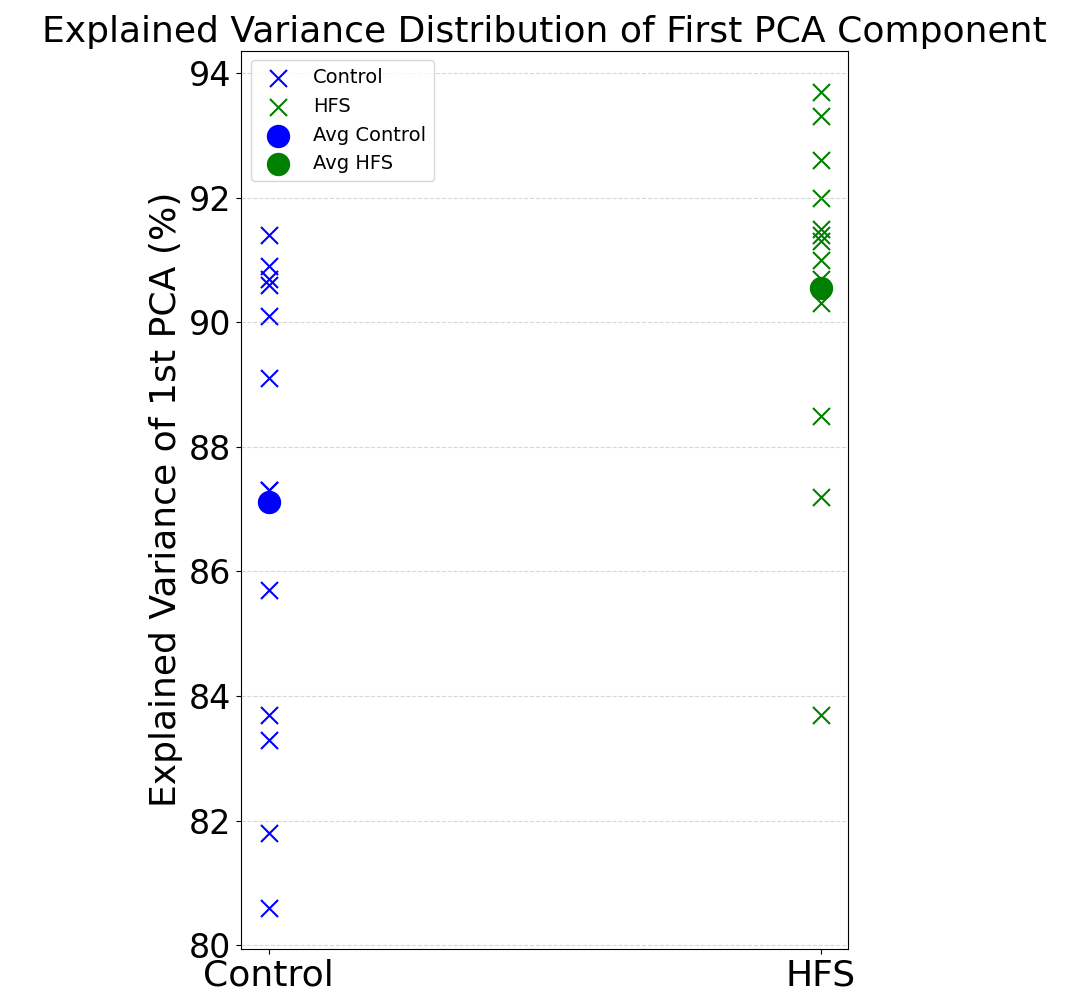 Explained Variance Distribution of First PCA Component
Control
HFS
Avg Control
Avg HFS
Explained Variance of 1st PCA (%)
94
92
90
88
86
84
82
80
Control
HFS